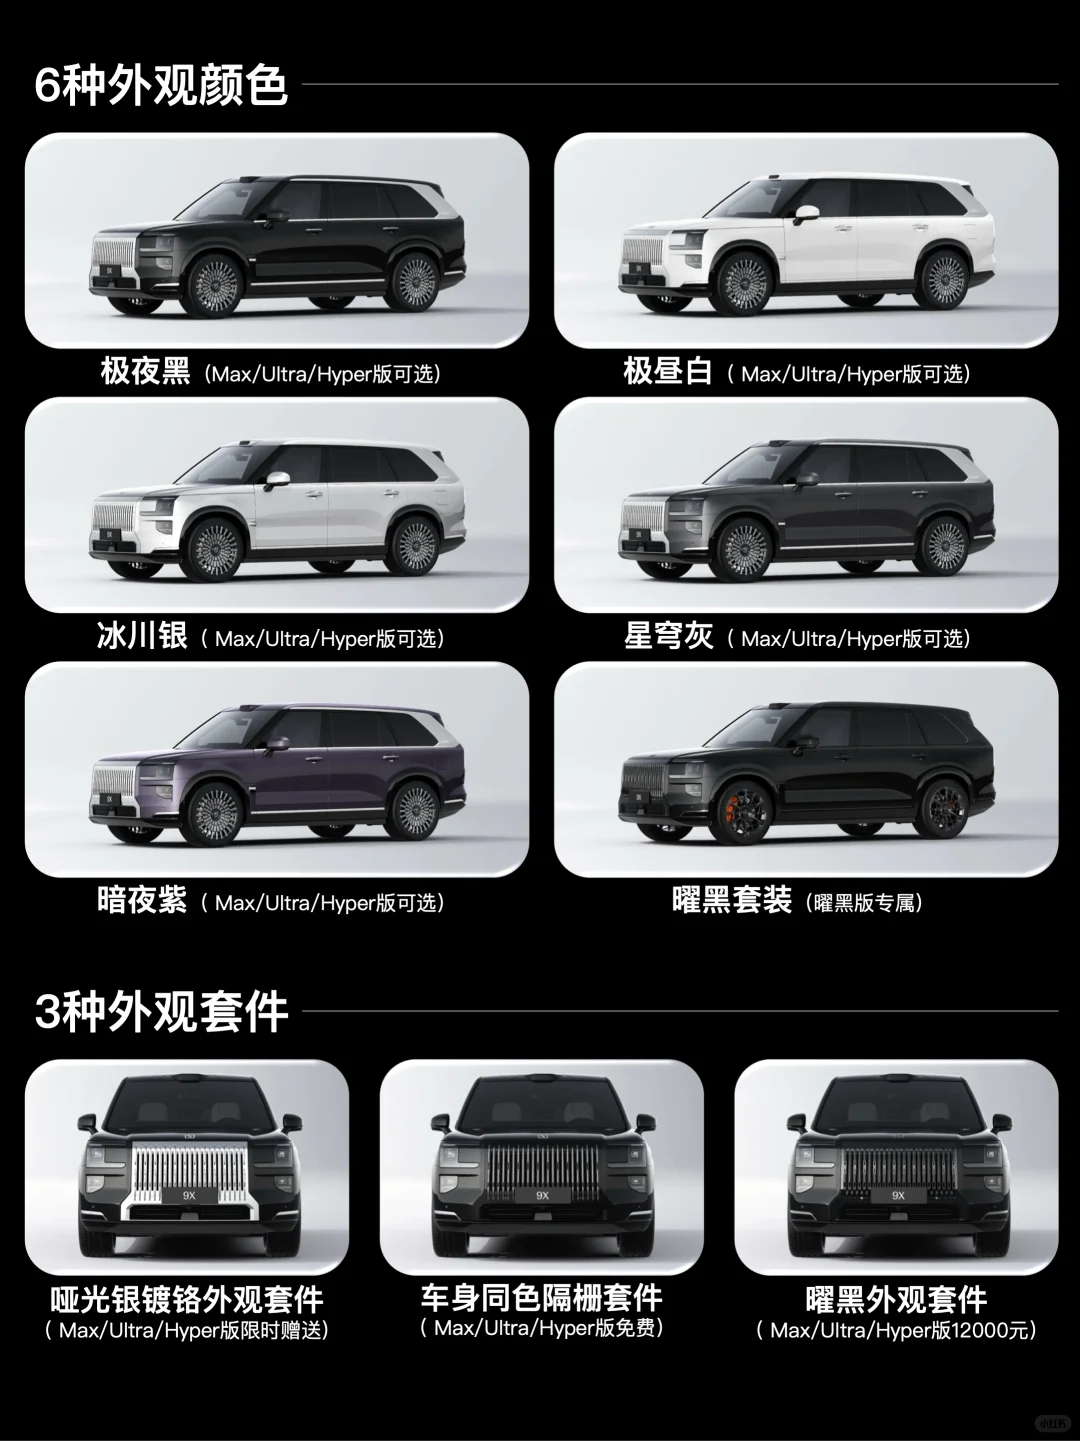 6种外观颜色
9X
9X
极夜黑（Max/Ultra/Hyper版可选）
极昼白（ Max/Ultra/Hyper版可选）
9X
9X
冰川银（ Max/Ultra/Hyper版可选）
星穹灰（ Max/Ultra/Hyper版可选）
9X
9X
暗夜紫（ Max/Ultra/Hyper版可选）
曜黑套装（曜黑版专属）
3种外观套件
9X
9X
9X
哑光银镀铬外观套件
（ Max/Ultra/Hyper版限时赠送）
车身同色隔栅套件
（ Max/Ultra/Hyper版免费）
曜黑外观套件
（ Max/Ultra/Hyper版12000元）
小红书